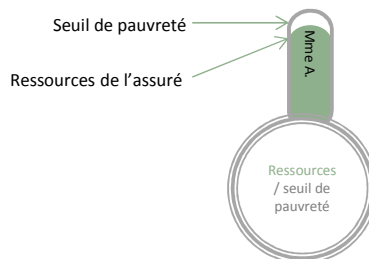 Seuil de pauvreté
Ressources de l’assuré
Mme A.
Ressources
/ seuil de
pauvreté